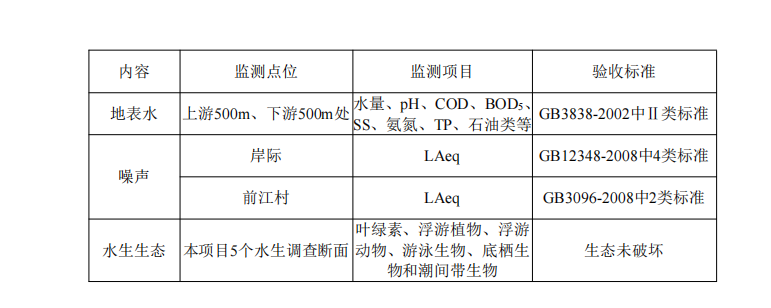 内容 监测点位 监测项目 验收标准
地表水 上游500m、下游500m处 水量、pH、COD、BOD5、
SS、氨氮、TP、石油类等 GB3838-2002中Ⅱ类标准
噪声 岸际 LAeq GB12348-2008中4类标准
前江村 LAeq GB3096-2008中2类标准
水生生态 本项目5个水生调查断面 叶绿素、浮游植物、浮游
动物、游泳生物、底栖生
物和潮间带生物 生态未破坏